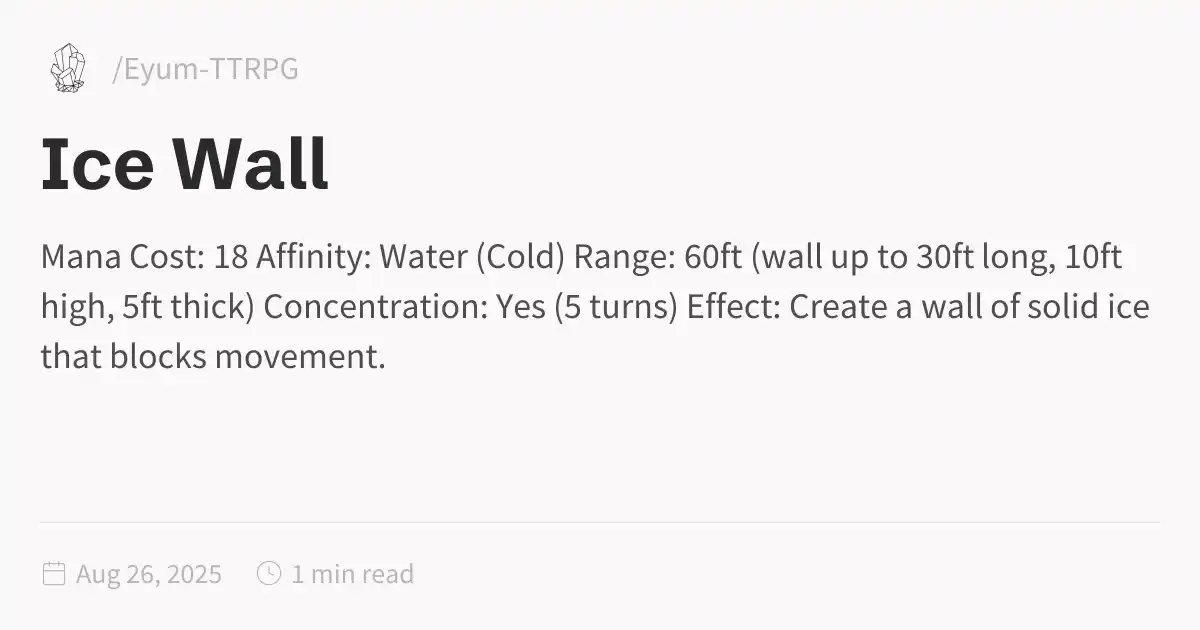 /Eyum-TTRPG
Ice Wall
Mana Cost: 18 Affinity: Water (Cold) Range: 60ft (wall up to 30ft long, 10ft
high, 5ft thick) Concentration: Yes (5 turns) Effect: Create a wall of solid ice
that blocks movement.
Aug 26, 2025 1 min read